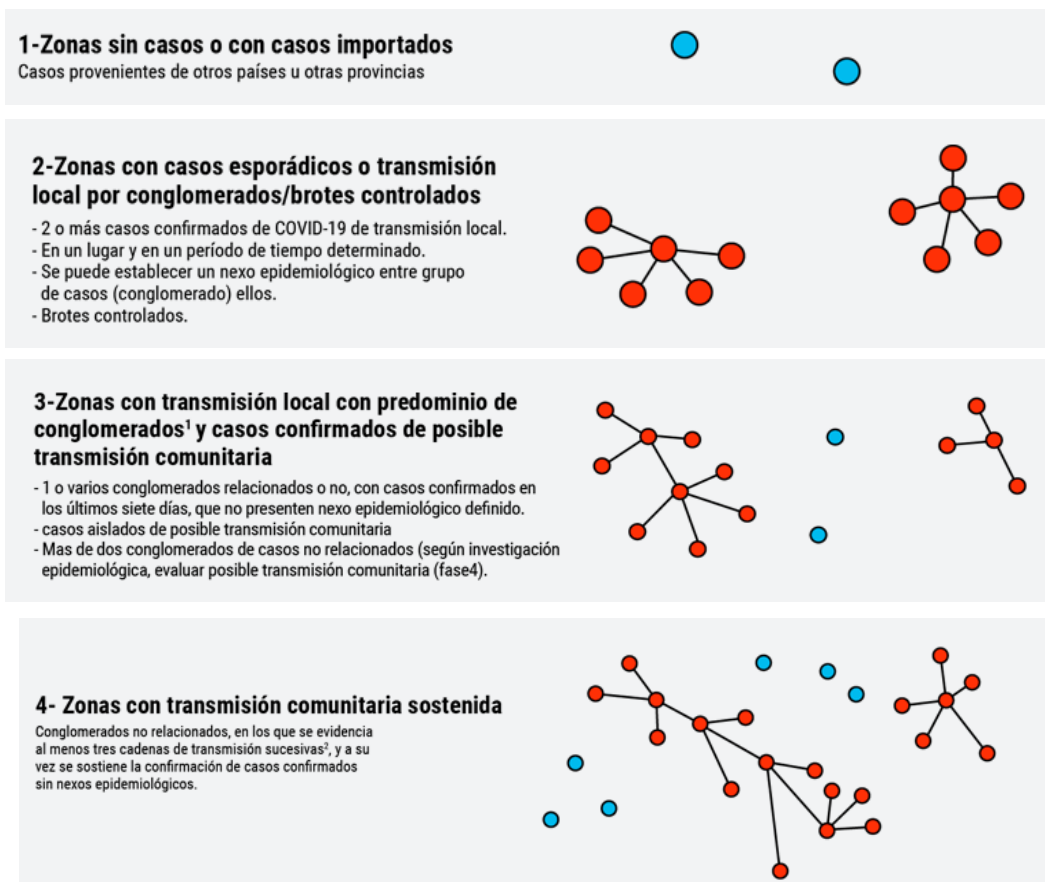 1-Zonas sin casos o con casos importados
Casos provenientes de otros países u otras provincias
2-Zonas con casos esporádicos o transmisión
local por conglomerados/brotes controlados
- 2 o más casos confirmados de COVID-19 de transmisión local.
- En un lugar y en un período de tiempo determinado.
- Se puede establecer un nexo epidemiológico entre grupo
de casos (conglomerado) ellos.
- Brotes controlados.
3-Zonas con transmisión local con predominio de
conglomerados¹ y casos confirmados de posible
transmisión comunitaria
- 1 o varios conglomerados relacionados o no, con casos confirmados en
los últimos siete días, que no presenten nexo epidemiológico definido.
- casos aislados de posible transmisión comunitaria
- Mas de dos conglomerados de casos no relacionados (según investigación
epidemiológica, evaluar posible transmisión comunitaria (fase4).
4- Zonas con transmisión comunitaria sostenida
Conglomerados no relacionados, en los que se evidencia
al menos tres cadenas de transmisión sucesivas², y a su
vez se sostiene la confirmación de casos confirmados
sin nexos epidemiológicos.